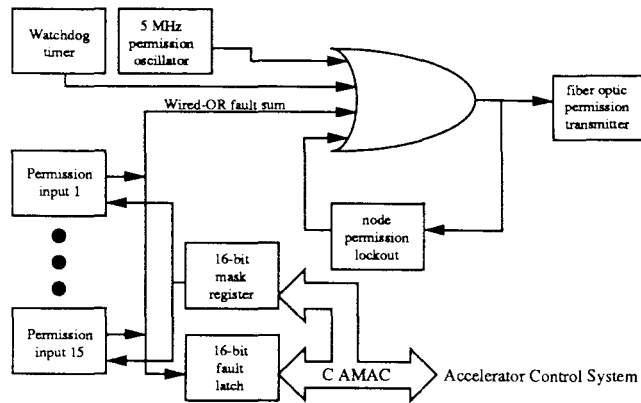 Watchdog
timer
5 MHz
permission
oscillator
Wired-OR fault sum
fiber optic
permission
transmitter
Permission
input 1
node
permission
lockout
16-bit
mask
register
Permission
input 15
16-bit
fault
latch
C AMAC
Accelerator Control System